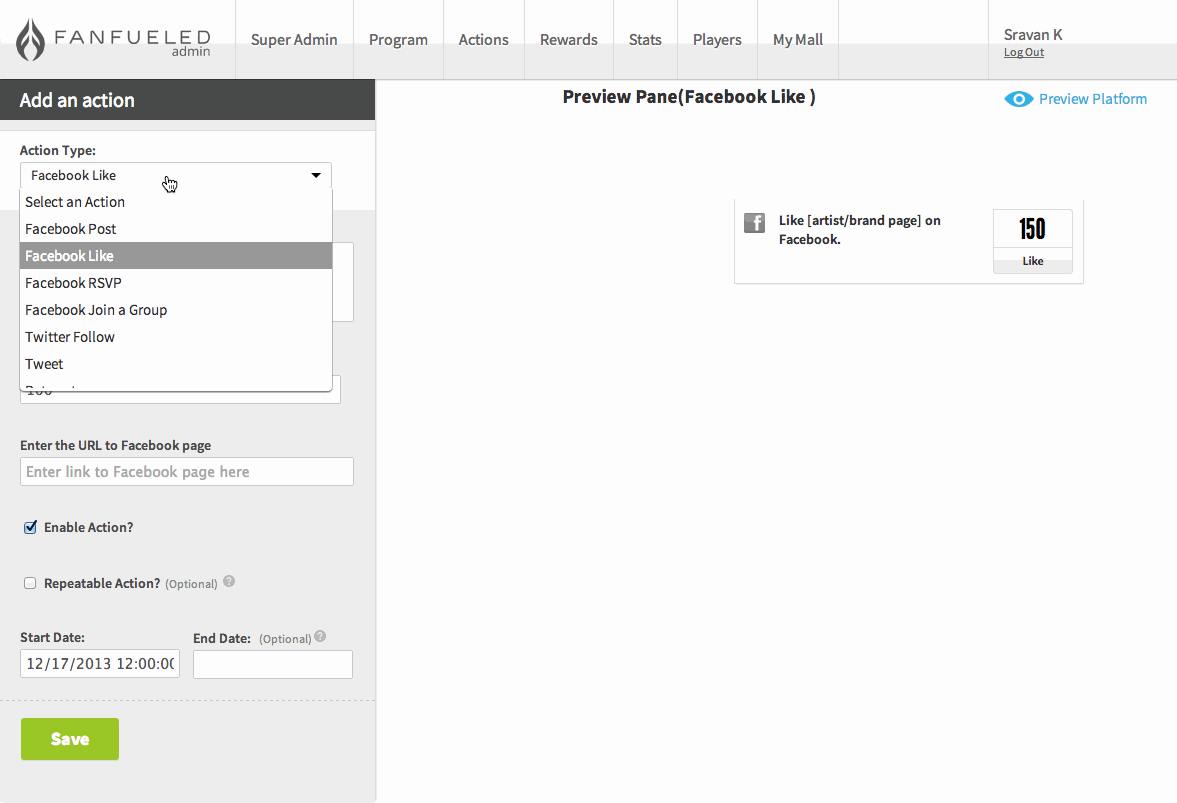 FANFUELED
admin
Super Admin
Program
Actions
Rewards
Stats
Players
My Mall
Sravan K
Log Out
Add an action
Preview Pane(Facebook Like )
Preview Platform
Action Type:
Facebook Like
Select an Action
Facebook Post
Facebook Like
Facebook RSVP
Facebook Join a Group
Twitter Follow
Tweet
Like [artist/brand page] on
Facebook.
150
Like
Enter the URL to Facebook page
Enter link to Facebook page here
Enable Action?
Repeatable Action? (Optional) ?
Start Date:
End Date: (Optional) ?
12/17/2013 12:00:00
Save